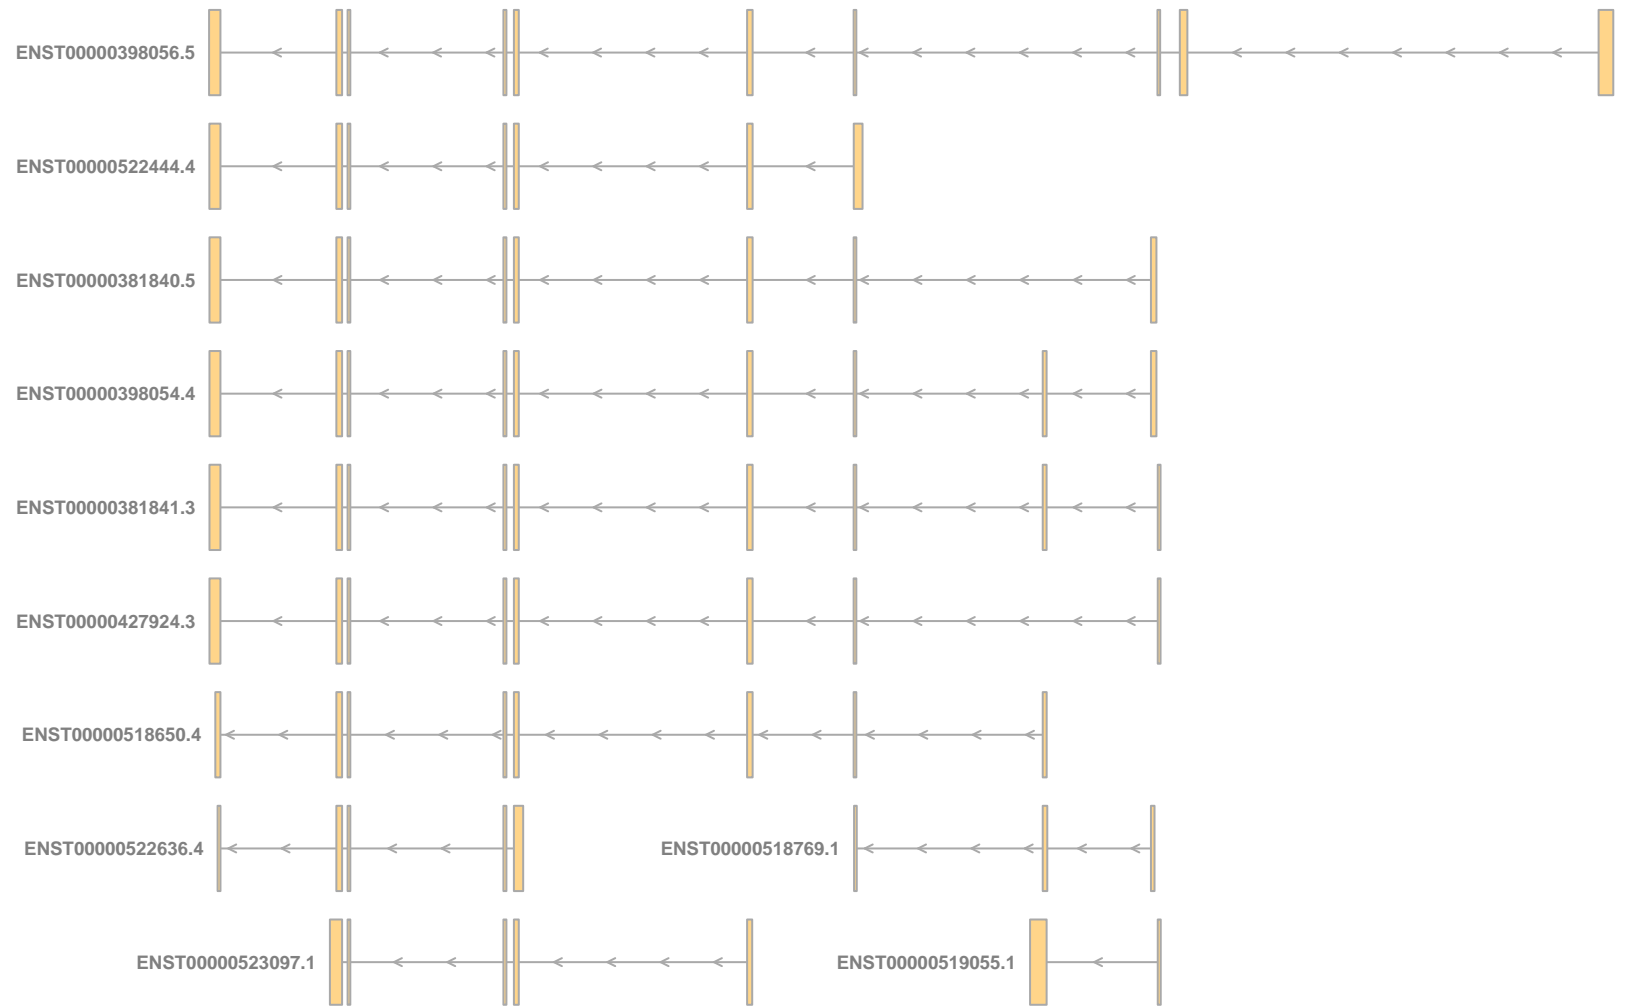 ENST00000398056.5
ENST00000522444.4
ENST00000381840.5
ENST00000398054.4
ENST00000381841.3
ENST00000427924.3
ENST00000518650.4
ENST00000522636.4 ENST00000518769.1
ENST00000523097.1 ENST00000519055.1